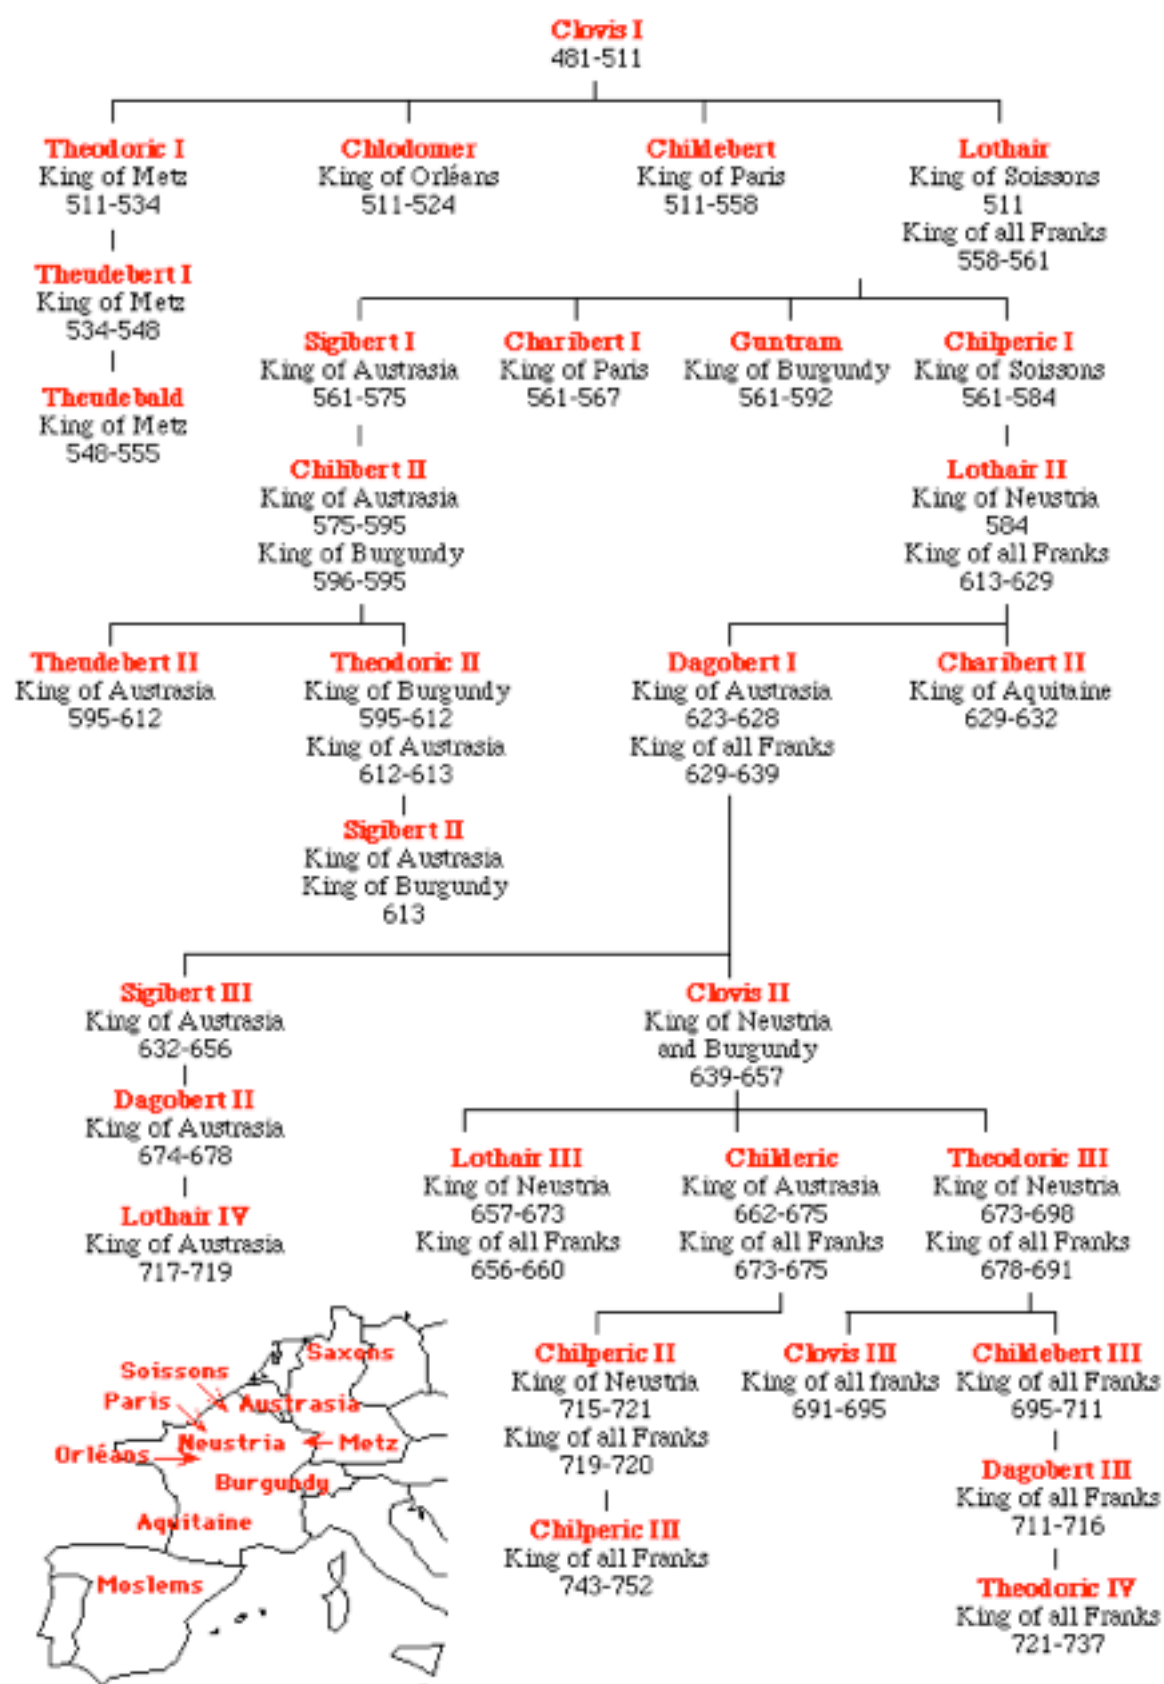 Clovis I
481-511
Theodoric I
King of Metz
511-534
Chlodomer
King of Orléans
511-524
Childebert
King of Paris
511-558
Lothair
King of Soissons
511
King of all Franks
558-561
Theudebert I
King of Metz
534-548
Theudebald
King of Metz
548-555
Sigibert I
King of Austrasia
561-575
Charibert I
King of Paris
561-567
Guntram
King of Burgundy
561-592
Chilperic I
King of Soissons
561-584
Chilibert II
King of Austrasia
575-595
King of Burgundy
596-595
Lothair II
King of Neustria
584
King of all Franks
613-629
Theudebert II
King of Austrasia
595-612
Theodoric II
King of Burgundy
595-612
King of Austrasia
612-613
Dagobert I
King of Austrasia
623-628
King of all Franks
629-639
Charibert II
King of Aquitaine
629-632
Sigibert II
King of Austrasia
King of Burgundy
613
Sigibert III
King of Austrasia
632-656
Clovis II
King of Neustria
and Burgundy
639-657
Dagobert II
King of Austrasia
674-678
Lothair IV
King of Austrasia
717-719
Lothair III
King of Neustria
657-673
King of all Franks
656-660
Childeric
King of Austrasia
662-675
King of all Franks
673-675
Theodoric III
King of Neustria
673-698
King of all Franks
678-691
Chilperic II
King of Neustria
715-721
King of all Franks
719-720
Clovis III
King of all franks
691-695
Childebert III
King of all Franks
695-711
Chilperic III
King of all Franks
743-752
Dagobert III
King of all Franks
711-716
Theodoric IV
King of all Franks
721-737
Saxons
Soissons
Paris
Austrasia
Orléans
Neustria
Metz
Burgundy
Aquitaine
Moslems